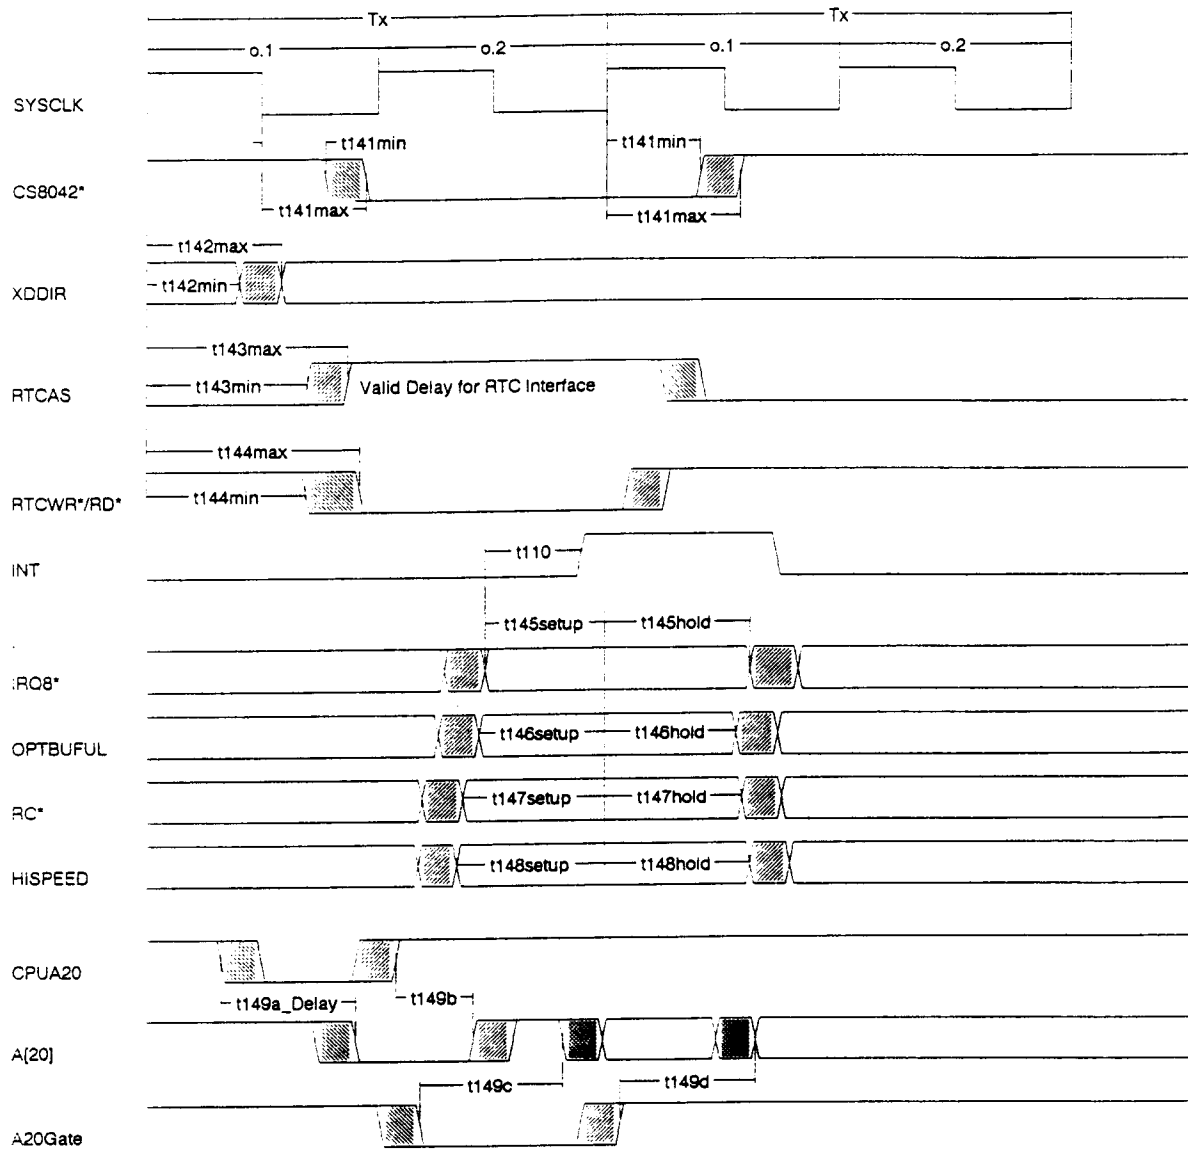 Tx Tx
o.1 o.2 o.1 o.2
SYSCLK
t141min t141min
CS8042*
t141max t141max
t142max
t142min
XDDIR
t143max
t143min Valid Delay for RTC Interface
RTCAS
t144max
t144min
RTCWR*/RD*
t110
INT
t145setup t145hold
IRQ8*
t146setup t146hold
OPTBUFUL
t147setup t147hold
RC*
t148setup t148hold
HISPEED
CPUA20
t149a_Delay t149b
A[20]
t149c t149d
A20Gate